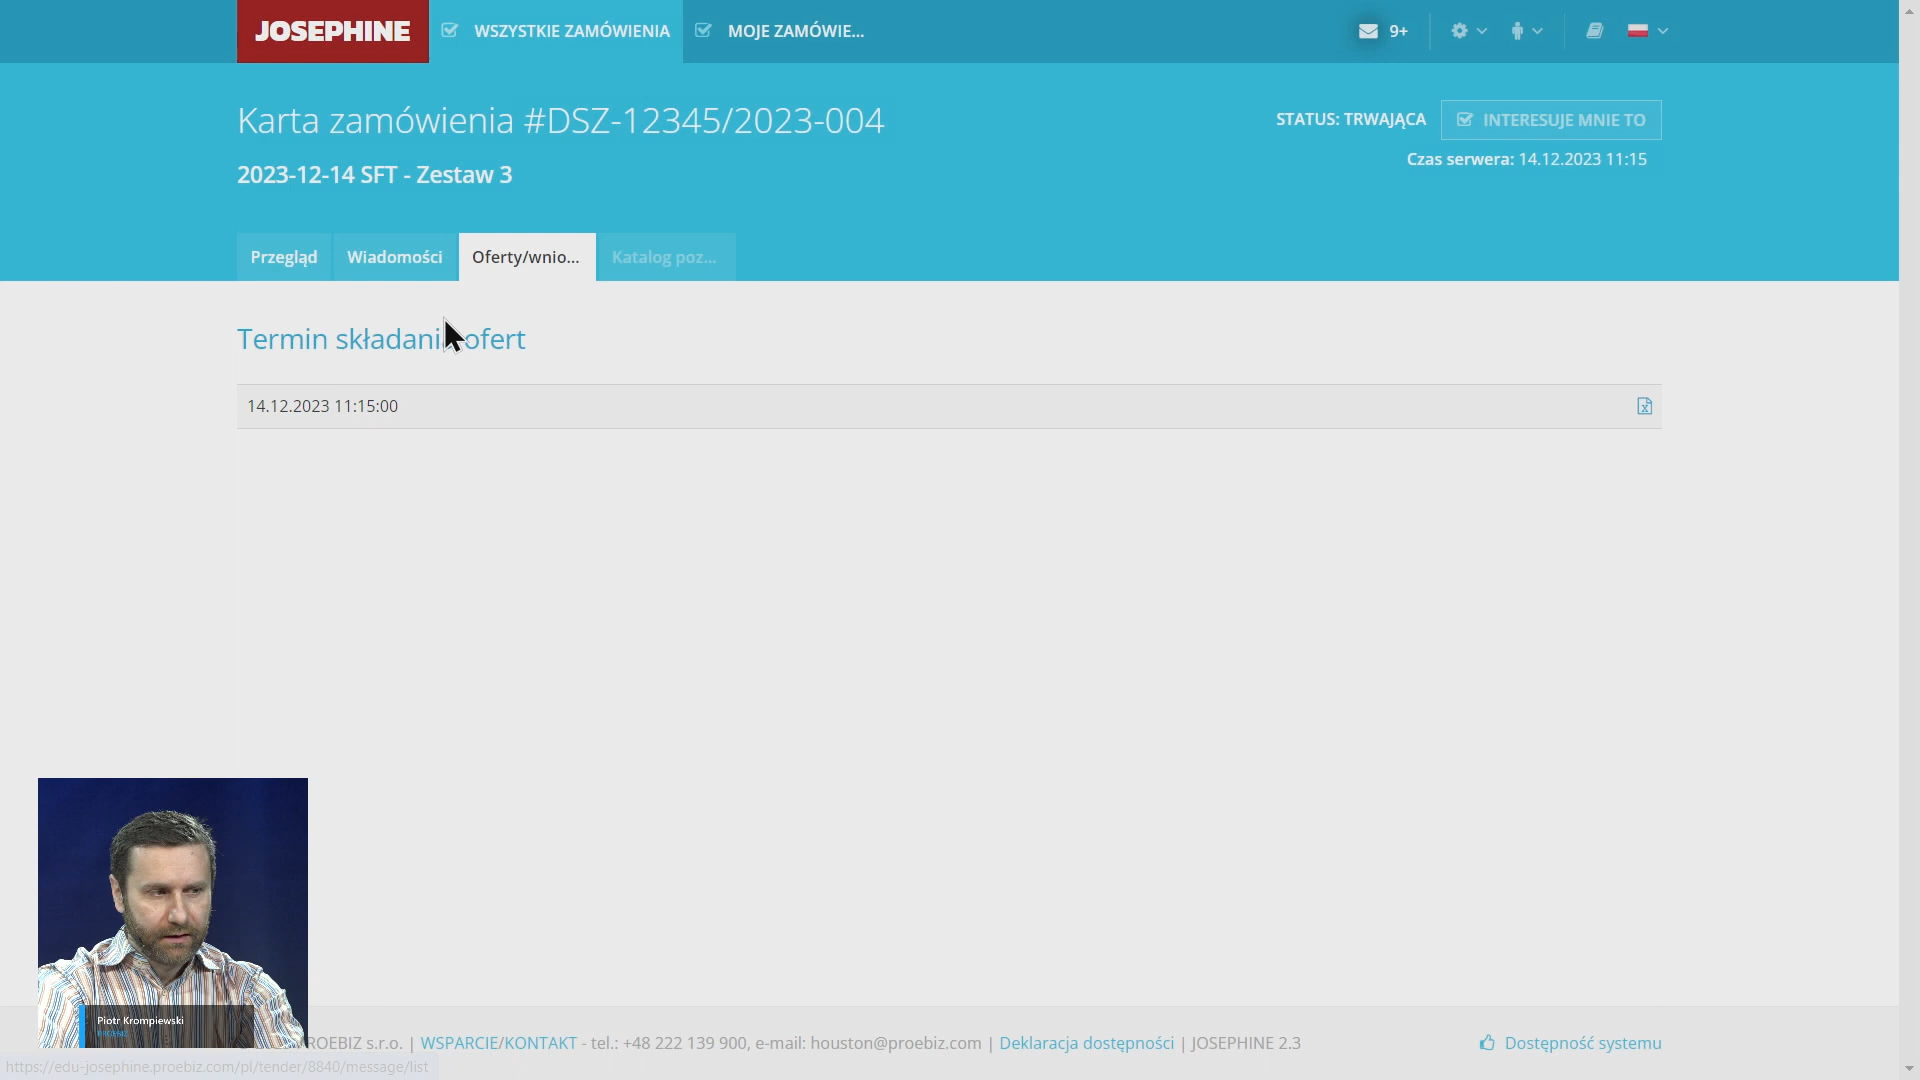 JOSEPHINE
WSZYSTKIE ZAMÓWIENIA
MOJE ZAMÓWIE...
9+
Karta zamówienia #DSZ-12345/2023-004
STATUS: TRWAJĄCA
INTERESUJE MNIE TO
Czas serwera: 14.12.2023 11:15
2023-12-14 SFT - Zestaw 3
Przegląd
Wiadomości
Oferty/wnio...
Katalog poz...
Termin składania ofert
14.12.2023 11:15:00
Piotr Krompiewski
PROEBIZ
ROEBIZ s.r.o. | WSPARCIE/KONTAKT - tel.: +48 222 139 900, e-mail: houston@proebiz.com | Deklaracja dostępności | JOSEPHINE 2.3
Dostępność systemu
https://edu-josephine.proebiz.com/pl/tender/8840/message/list